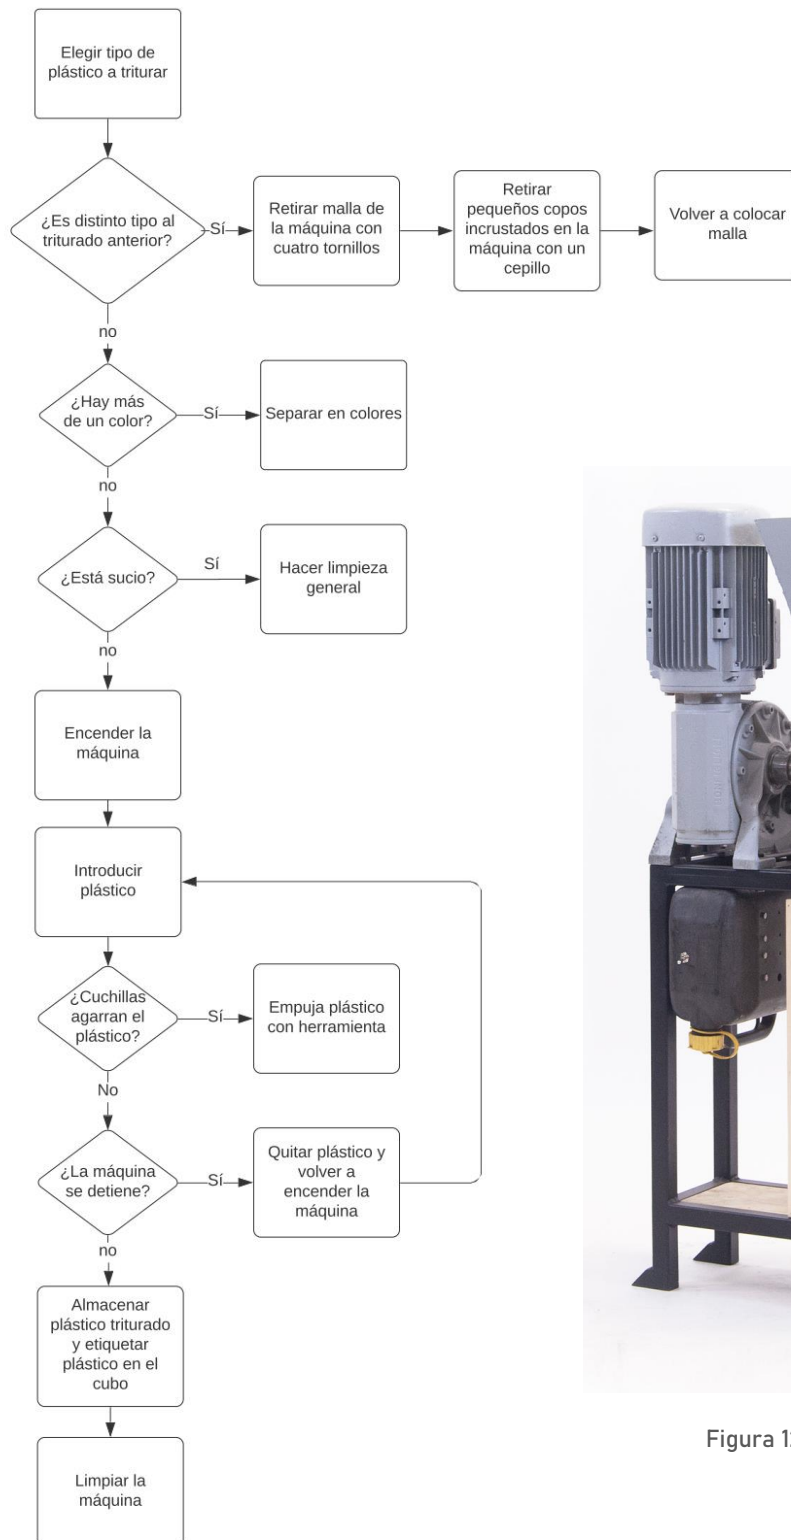 Elegir tipo de
plástico a triturar
¿Es distinto tipo al
triturado anterior?
Sí
Retirar malla de
la máquina con
cuatro tornillos
Retirar
pequeños copos
incrustados en la
máquina con un
cepillo
Volver a colocar
malla
no
¿Hay más
de un color?
Sí
Separar en colores
no
¿Está sucio?
Sí
Hacer limpieza
general
no
Encender la
máquina
Introducir
plástico
¿Cuchillas
agarran el
plástico?
Sí
Empuja plástico
con herramienta
No
¿La máquina
se detiene?
Sí
Quitar plástico y
volver a
encender la
máquina
no
Almacenar
plástico triturado
y etiquetar
plástico en el
cubo
Limpiar la
máquina
Figura